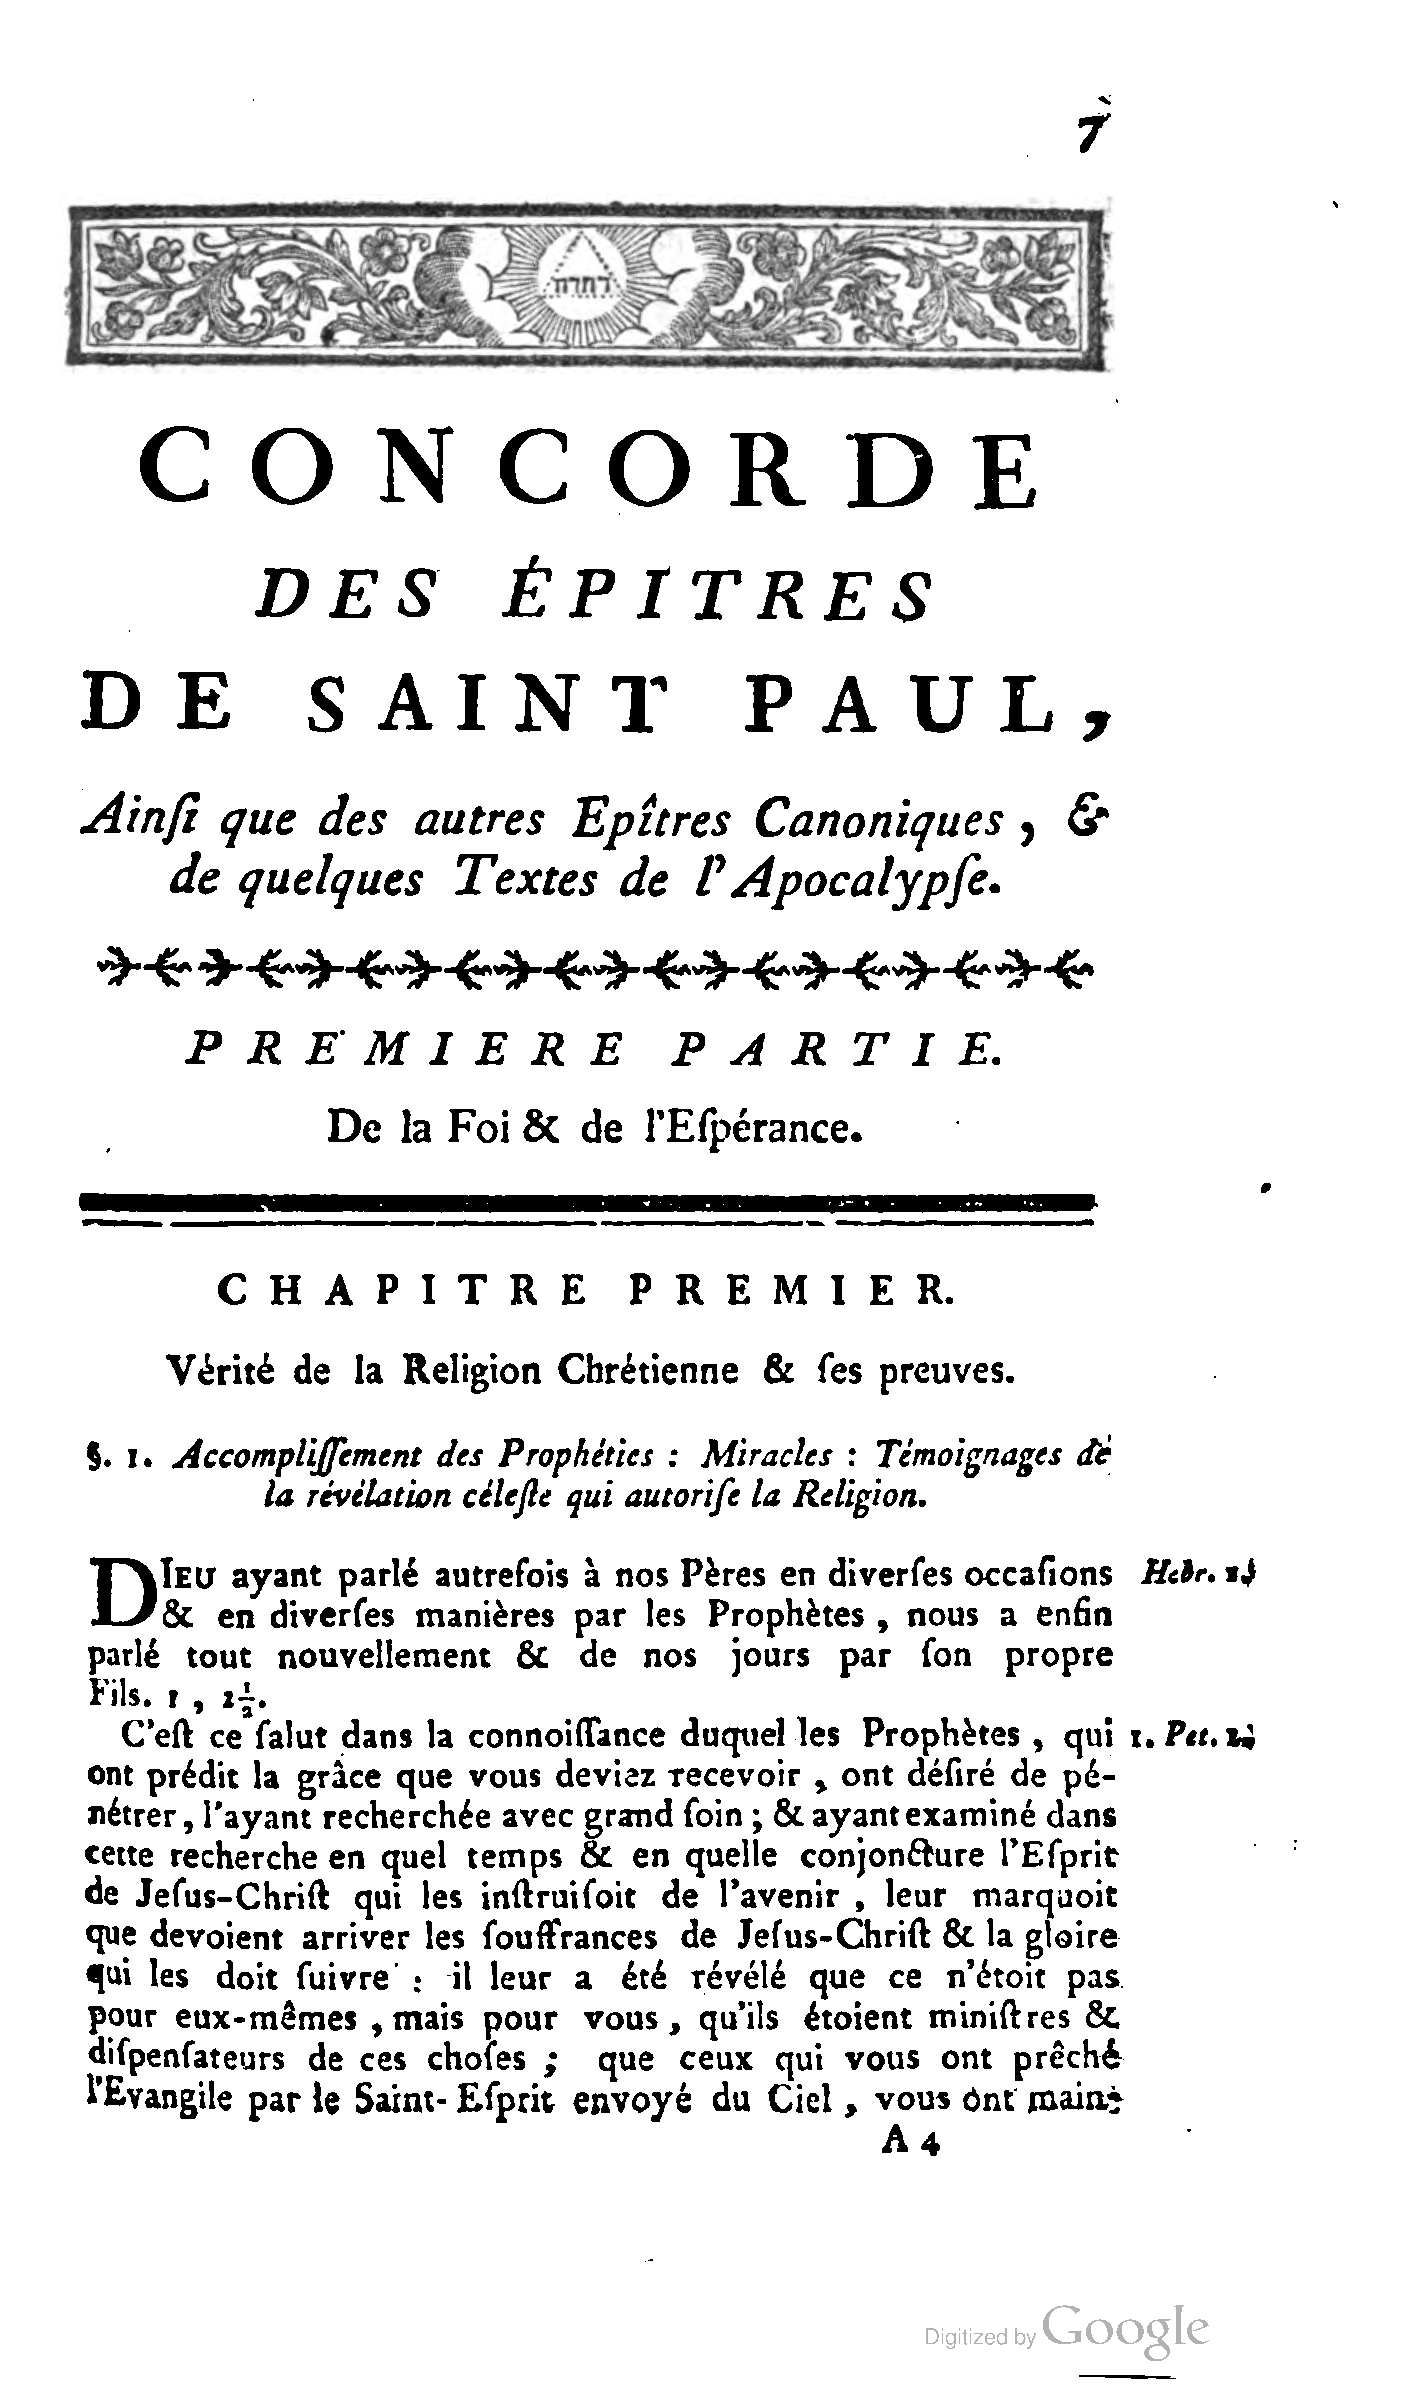 7
CONCORDE
DES ÉPITRES
DE SAINT PAUL,
Ainſi que des autres Epîtres Canoniques, &
de quelques Textes de l'Apocalypſe.
PREMIERE PARTIE.
De la Foi & de l'Eſpérance.
CHAPITRE PREMIER.
Vérité de la Religion Chrétienne & ſes preuves.
§. 1. Accompliſſement des Prophéties : Miracles : Témoignages de
la révélation céleſte qui autoriſe la Religion.
DIEU ayant parlé autrefois à nos Pères en diverſes occaſions Hebr. 1.
& en diverſes manières par les Prophètes, nous a enfin
parlé tout nouvellement & de nos jours par ſon propre
Fils. 1, 2½.
C'eſt ce ſalut dans la connoiſſance duquel les Prophètes, qui 1. Pet. 1.
ont prédit la grâce que vous deviez recevoir, ont déſiré de pé-
nétrer, l'ayant recherchée avec grand ſoin; & ayant examiné dans
cette recherche en quel temps & en quelle conjoncture l'Eſprit
de Jeſus-Chriſt qui les inſtruiſoit de l'avenir, leur marquoit
que devoient arriver les ſouffrances de Jeſus-Chriſt & la gloire
qui les doit ſuivre : il leur a été révélé que ce n'étoit pas
pour eux-mêmes, mais pour vous, qu'ils étoient miniſtres &
diſpenſateurs de ces choſes; que ceux qui vous ont prêché
l'Evangile par le Saint-Eſprit envoyé du Ciel, vous ont main-
A 4
Digitized by Google